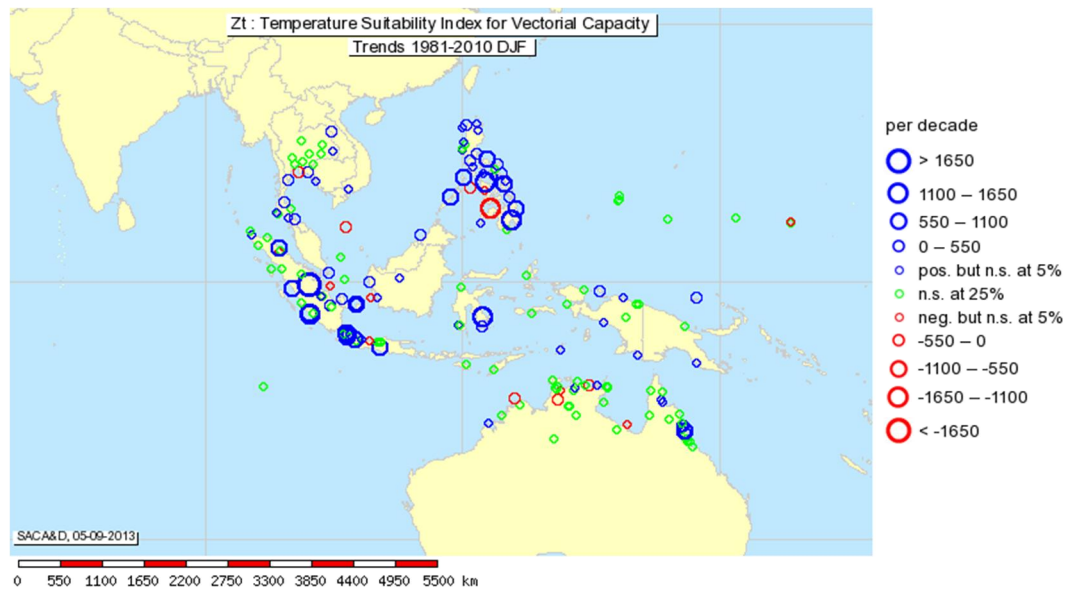 Zt : Temperature Suitability Index for Vectorial Capacity
Trends 1981-2010 DJF
per decade
> 1650
1100 – 1650
550 – 1100
0 – 550
pos. but n.s. at 5%
n.s. at 25%
neg. but n.s. at 5%
-550 – 0
-1100 – -550
-1650 – -1100
< -1650
SACA&D, 05-09-2013
0 550 1100 1650 2200 2750 3300 3850 4400 4950 5500 km